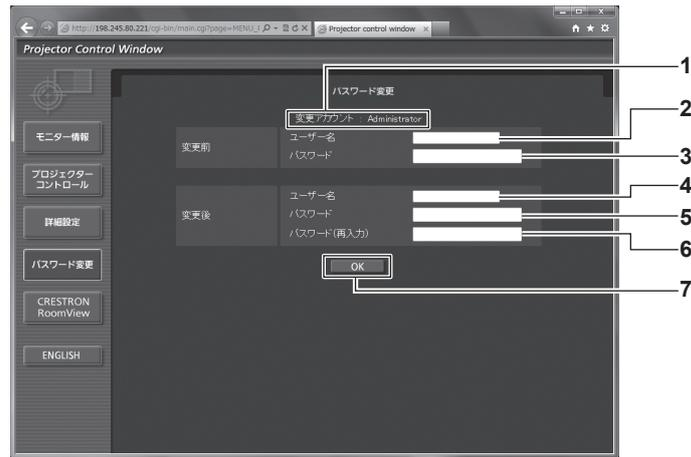 http://198.245.80.221/cgi-bin/main.cgi?page=MENU_
Projector control window
Projector Control Window
パスワード変更
変更アカウント : Administrator
変更前
ユーザー名
パスワード
変更後
ユーザー名
パスワード
パスワード(再入力)
OK
モニター情報
プロジェクター
コントロール
詳細設定
パスワード変更
CRESTRON
RoomView
ENGLISH
1
2
3
4
5
6
7